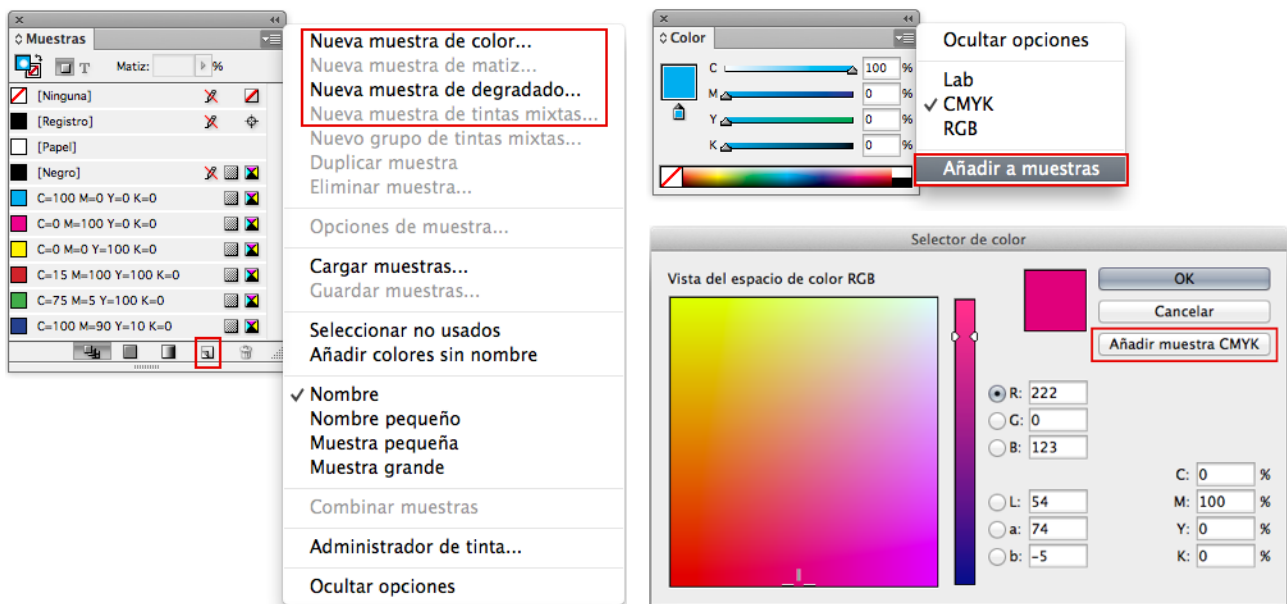 Muestras
Matiz: %
[Ninguna]
[Registro]
[Papel]
[Negro]
C=100 M=0 Y=0 K=0
C=0 M=100 Y=0 K=0
C=0 M=0 Y=100 K=0
C=15 M=100 Y=100 K=0
C=75 M=5 Y=100 K=0
C=100 M=90 Y=10 K=0
Nueva muestra de color...
Nueva muestra de matiz...
Nueva muestra de degradado...
Nueva muestra de tintas mixtas...
Nuevo grupo de tintas mixtas...
Duplicar muestra
Eliminar muestra...
Opciones de muestra...
Cargar muestras...
Guardar muestras...
Seleccionar no usados
Añadir colores sin nombre
Nombre
Nombre pequeño
Muestra pequeña
Muestra grande
Combinar muestras
Administrador de tinta...
Ocultar opciones
Color
C 100 %
M 0 %
Y 0 %
K 0 %
Ocultar opciones
Lab
CMYK
RGB
Añadir a muestras
Selector de color
Vista del espacio de color RGB
OK
Cancelar
Añadir muestra CMYK
R: 222
G: 0
B: 123
L: 54
a: 74
b: -5
C: 0 %
M: 100 %
Y: 0 %
K: 0 %